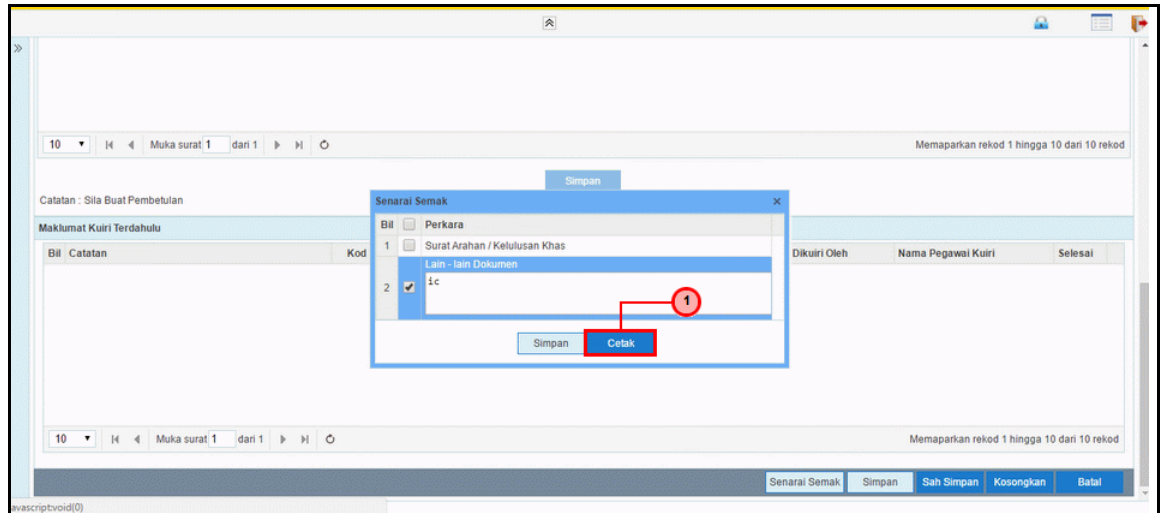 10 Muka surat 1 dari 1 Memaparkan rekod 1 hingga 10 dari 10 rekod
Simpan
Catatan : Sila Buat Pembetulan
Senarai Semak
Maklumat Kuiri Terdahulu
Bil Perkara
1 Surat Arahan / Kelulusan Khas
Bil Catatan Kod Dikuiri Oleh Nama Pegawai Kuiri Selesai
Lain - lain Dokumen
2 ic
1
Simpan Cetak
10 Muka surat 1 dari 1 Memaparkan rekod 1 hingga 10 dari 10 rekod
Senarai Semak Simpan Sah Simpan Kosongkan Batal
avascript:void(0)